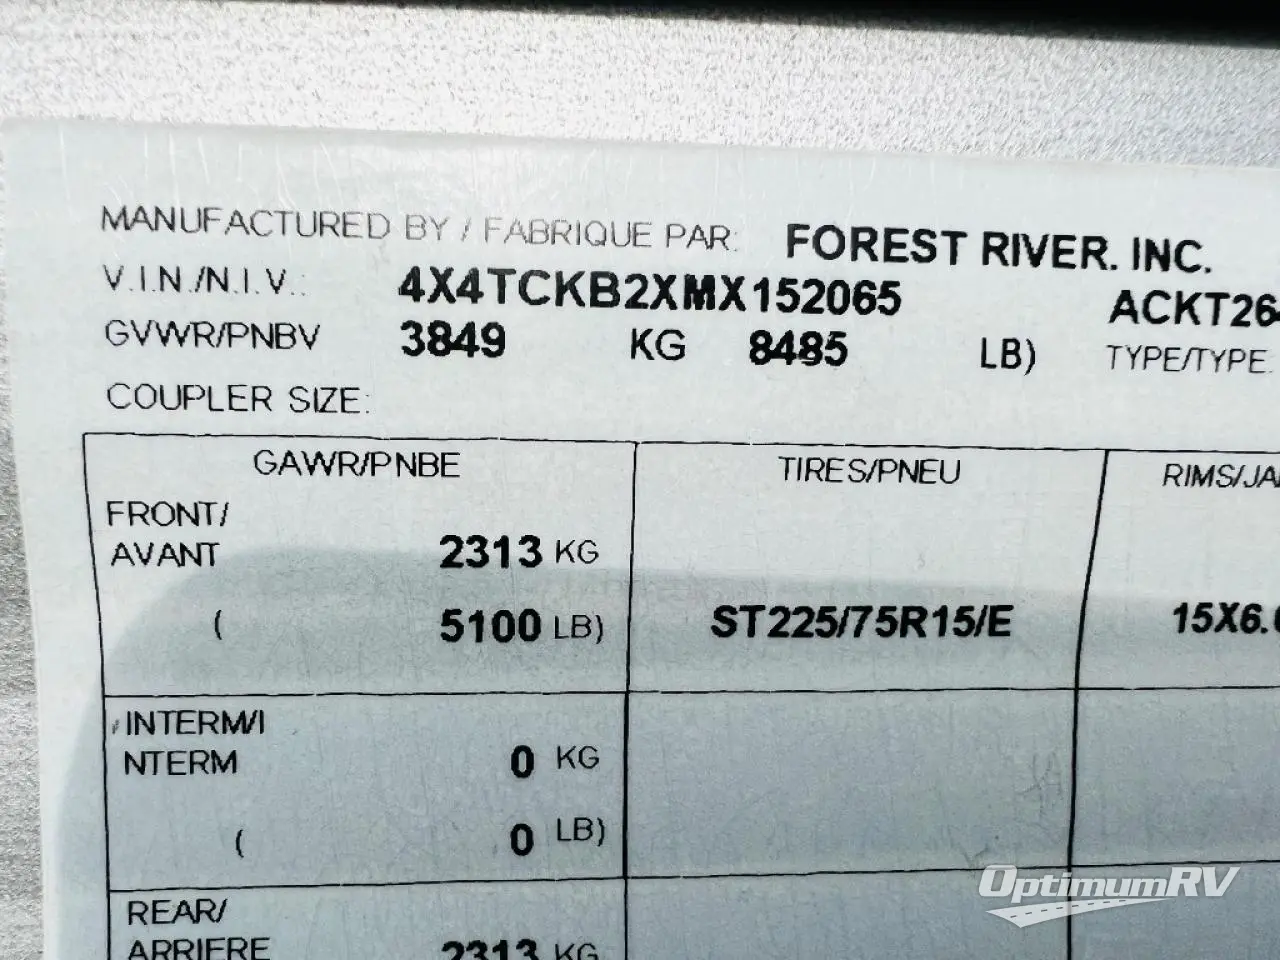 MANUFACTURED BY / FABRIQUE PAR: FOREST RIVER. INC.
V.I.N./N.I.V.: 4X4TCKB2XMX152065 ACKT264
GVWR/PNBV 3849 KG 8485 LB) TYPE/TYPE:
COUPLER SIZE:
GAWR/PNBE TIRES/PNEU RIMS/JA
FRONT/
AVANT 2313 KG
( 5100 LB) ST225/75R15/E 15X6.0
INTERM/I
NTERM 0 KG
( 0 LB)
REAR/
ARRIERE 2313 KG
OptimumRV